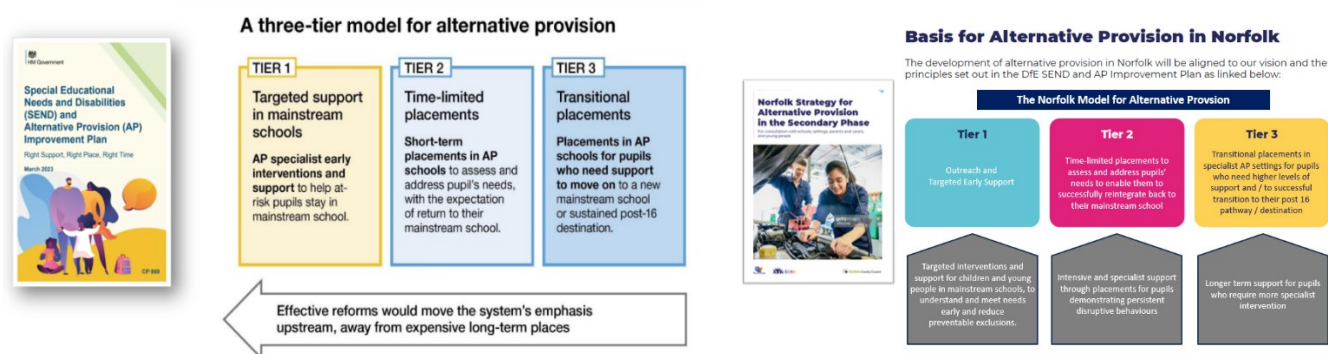 HM Government
Special Educational
Needs and Disabilities
(SEND) and
Alternative Provision (AP)
Improvement Plan
Right Support, Right Place, Right Time
March 2023
A three-tier model for alternative provision
TIER 1
Targeted support
in mainstream
schools
AP specialist early
interventions and
support to help at-
risk pupils stay in
mainstream school.
TIER 2
Time-limited
placements
Short-term
placements in AP
schools to assess and
address pupil's needs,
with the expectation
of return to their
mainstream school.
TIER 3
Transitional
placements
Placements in AP
schools for pupils
who need support
to move on to a new
mainstream school
or sustained post-16
destination.
Effective reforms would move the system's emphasis
upstream, away from expensive long-term places
Norfolk Strategy for
Alternative Provision
in the Secondary Phase
Basis for Alternative Provision in Norfolk
The development of alternative provision in Norfolk will be aligned to our vision and the
principles set out in the DfE SEND and AP Improvement Plan as linked below:
The Norfolk Model for Alternative Provsion
Tier 1
Outreach and
Targeted Early Support
Tier 2
Time-limited placements to
assess and address pupils'
needs to enable them to
successfully reintegrate back to
their mainstream school
Tier 3
Transitional placements in
specialist AP settings for pupils
who need higher levels of
support and / to successful
transition to their post 16
pathway / destination
Targeted interventions and
support for children and young
people in mainstream schools, to
understand and meet needs
early and reduce
preventable exclusions.
Intensive and specialist support
through placements for pupils
demonstrating persistent
disruptive behaviours
Longer term support for pupils
who require more specialist
intervention